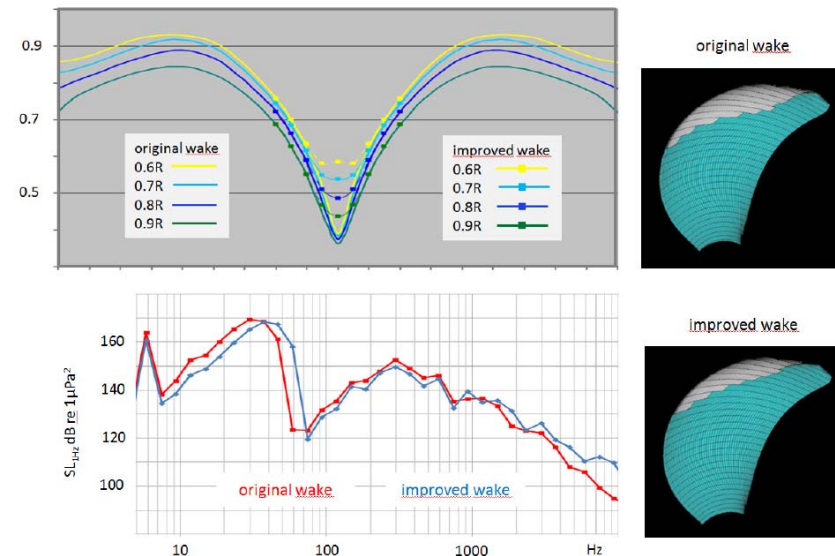 0.9
0.7
0.5
original wake
0.6R
0.7R
0.8R
0.9R
improved wake
0.6R
0.7R
0.8R
0.9R
original wake
160
140
120
100
SL1Hz dB re 1µPa²
original wake
improved wake
10
100
1000
Hz
improved wake